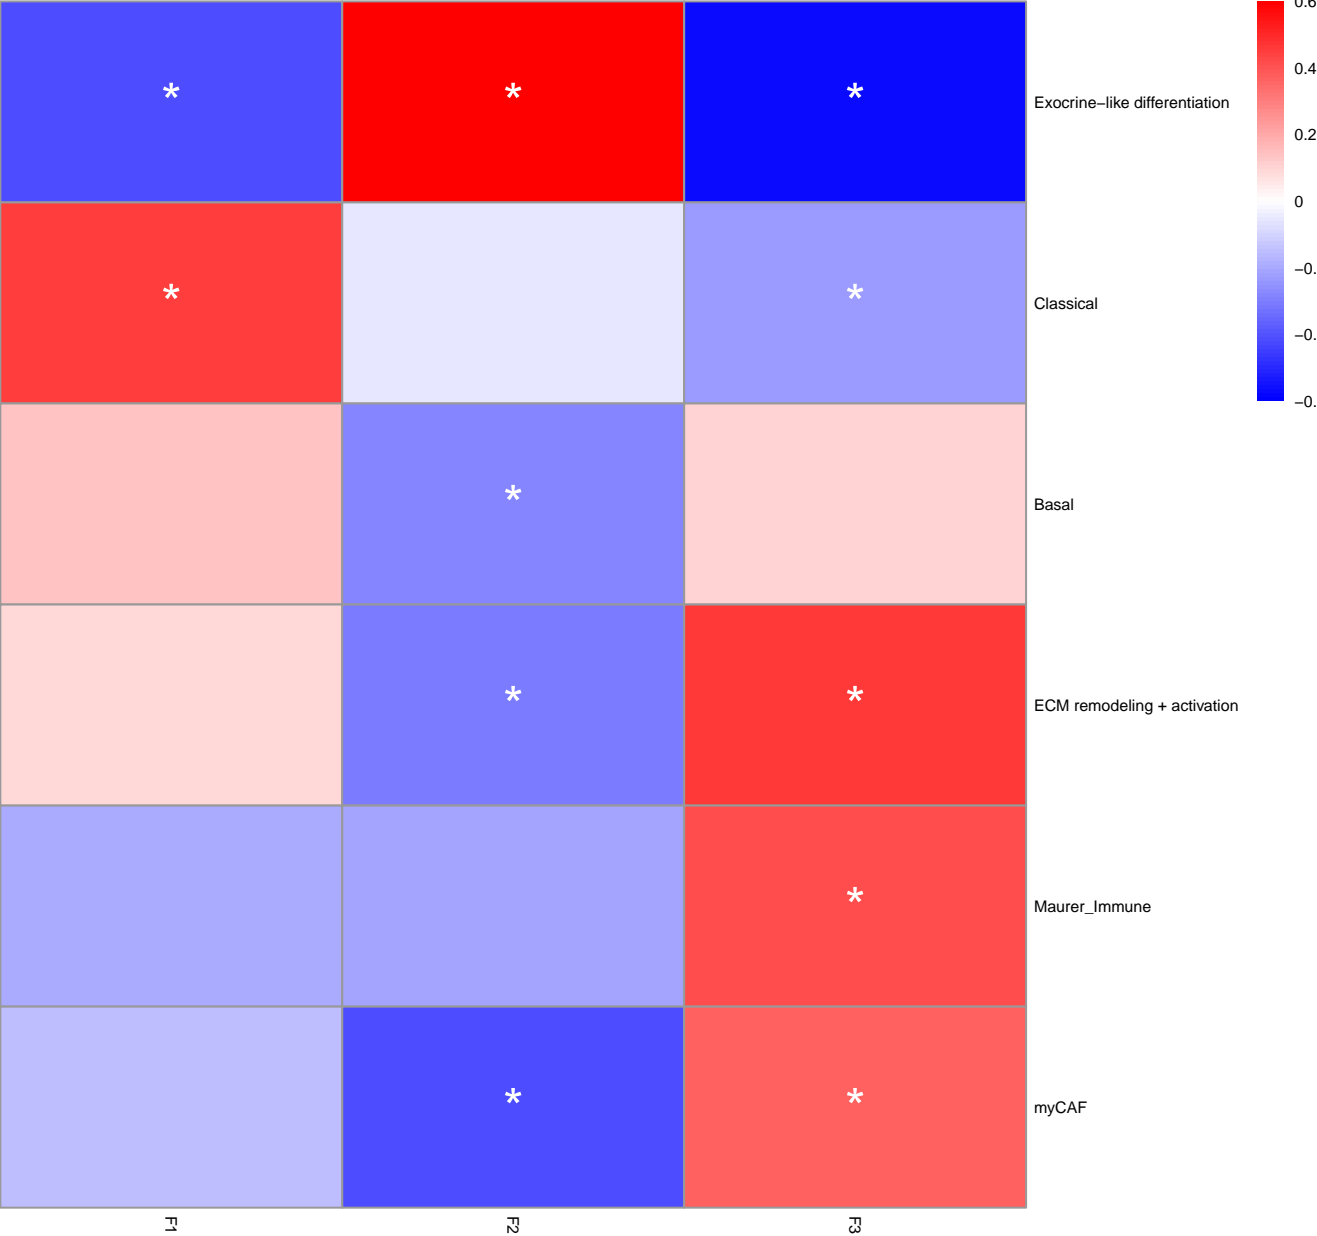 * * *
Exocrine−like differentiation
* *
Classical
*
Basal
* *
ECM remodeling + activation
*
Maurer_Immune
* *
myCAF
F1
F2
F3
0.6
0.4
0.2
0
−0.
−0.
−0.